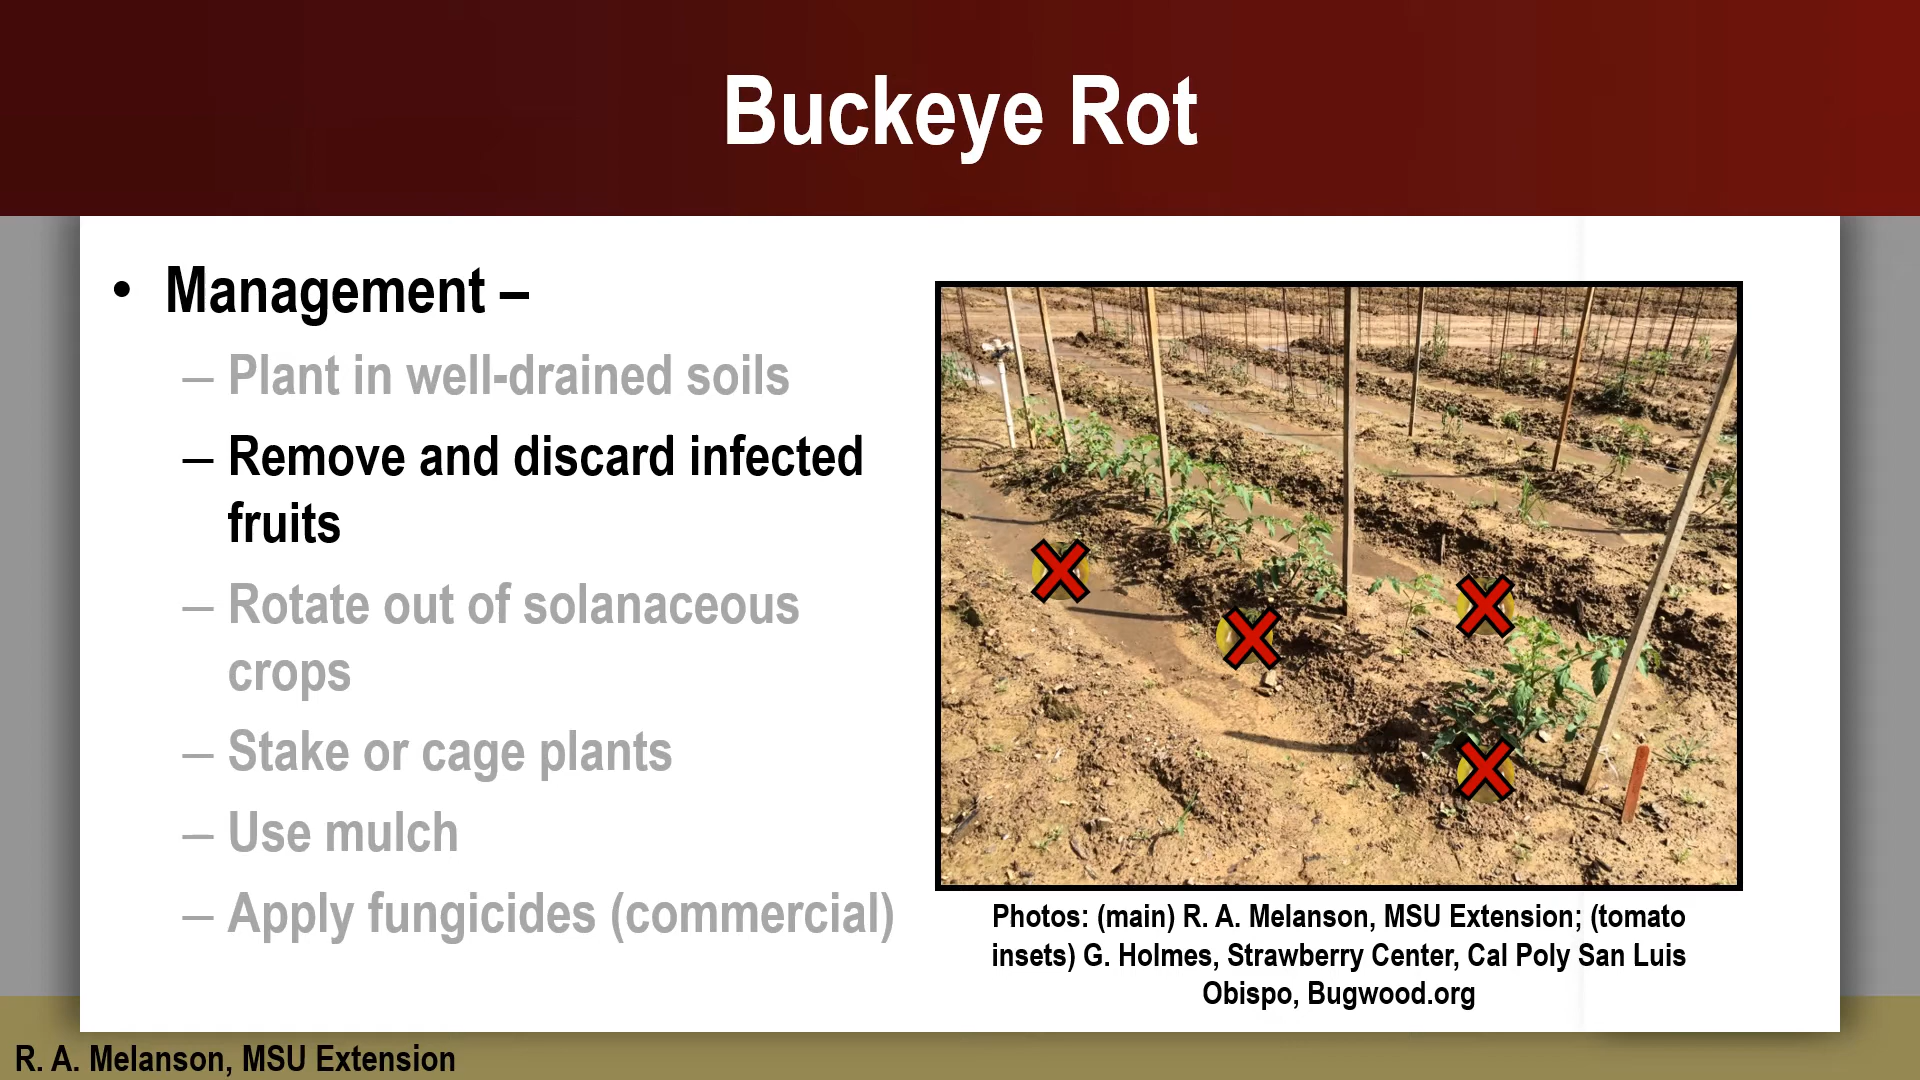 Buckeye Rot
• Management –
– Plant in well-drained soils
– Remove and discard infected
fruits
– Rotate out of solanaceous
crops
– Stake or cage plants
– Use mulch
– Apply fungicides (commercial)
Photos: (main) R. A. Melanson, MSU Extension; (tomato
insets) G. Holmes, Strawberry Center, Cal Poly San Luis
Obispo, Bugwood.org
R. A. Melanson, MSU Extension